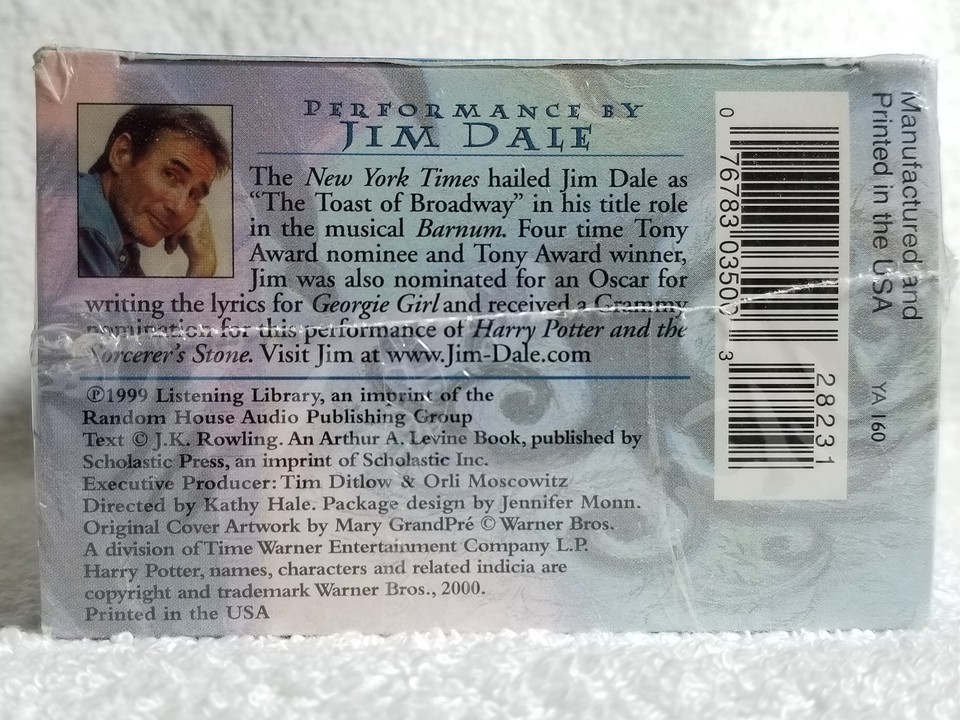 PERFORMANCE BY
JIM DALE
The New York Times hailed Jim Dale as
“The Toast of Broadway” in his title role
in the musical Barnum. Four time Tony
Award nominee and Tony Award winner,
Jim was also nominated for an Oscar for
writing the lyrics for Georgie Girl and received a Grammy
nomination for this performance of Harry Potter and the
Sorcerer's Stone. Visit Jim at www.Jim-Dale.com
℗1999 Listening Library, an imprint of the
Random House Audio Publishing Group
Text © J.K. Rowling. An Arthur A. Levine Book, published by
Scholastic Press, an imprint of Scholastic Inc.
Executive Producer: Tim Ditlow & Orli Moscowitz
Directed by Kathy Hale. Package design by Jennifer Monn.
Original Cover Artwork by Mary GrandPré © Warner Bros.
A division of Time Warner Entertainment Company L.P.
Harry Potter, names, characters and related indicia are
copyright and trademark Warner Bros., 2000.
Printed in the USA
0 76783 03500 3
28231
Manufactured and
Printed in the USA YA 160